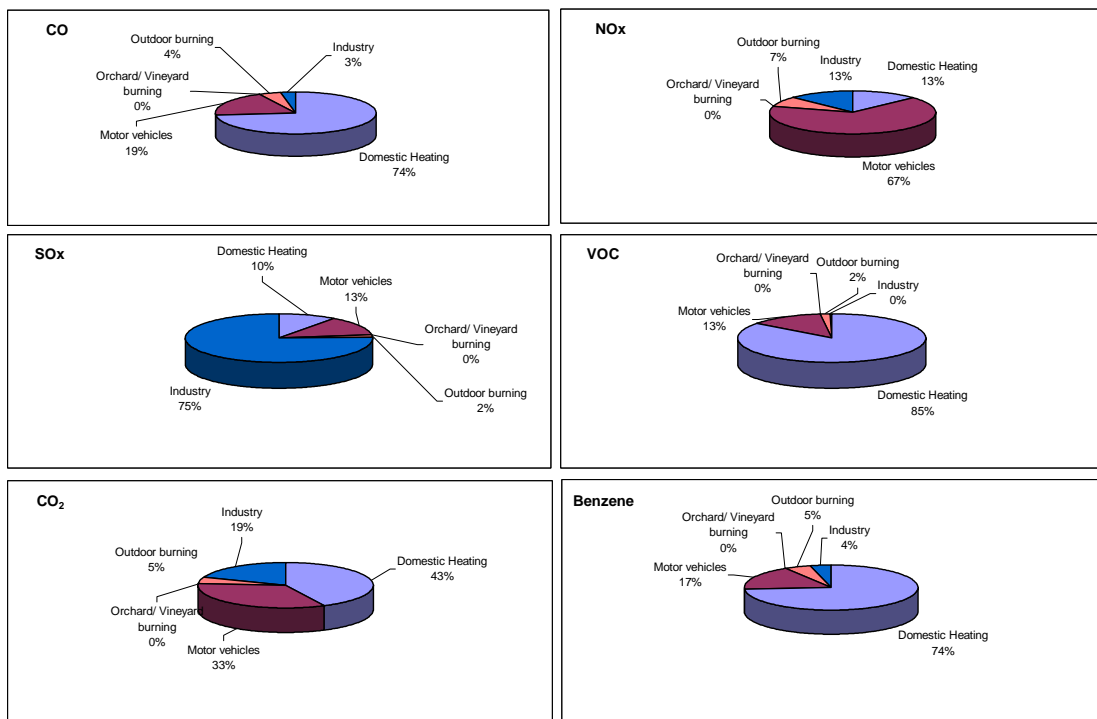 CO
Outdoor burning
4%
Industry
3%
Orchard/ Vineyard
burning
0%
Motor vehicles
19%
Domestic Heating
74%
NOx
Outdoor burning
7%
Industry
13%
Domestic Heating
13%
Orchard/ Vineyard
burning
0%
Motor vehicles
67%
SOx
Domestic Heating
10%
Motor vehicles
13%
Orchard/ Vineyard
burning
0%
Outdoor burning
2%
Industry
75%
VOC
Orchard/ Vineyard
burning
0%
Outdoor burning
2%
Industry
0%
Motor vehicles
13%
Domestic Heating
85%
CO₂
Industry
19%
Outdoor burning
5%
Domestic Heating
43%
Orchard/ Vineyard
burning
0%
Motor vehicles
33%
Benzene
Outdoor burning
5%
Orchard/ Vineyard
burning
0%
Industry
4%
Motor vehicles
17%
Domestic Heating
74%